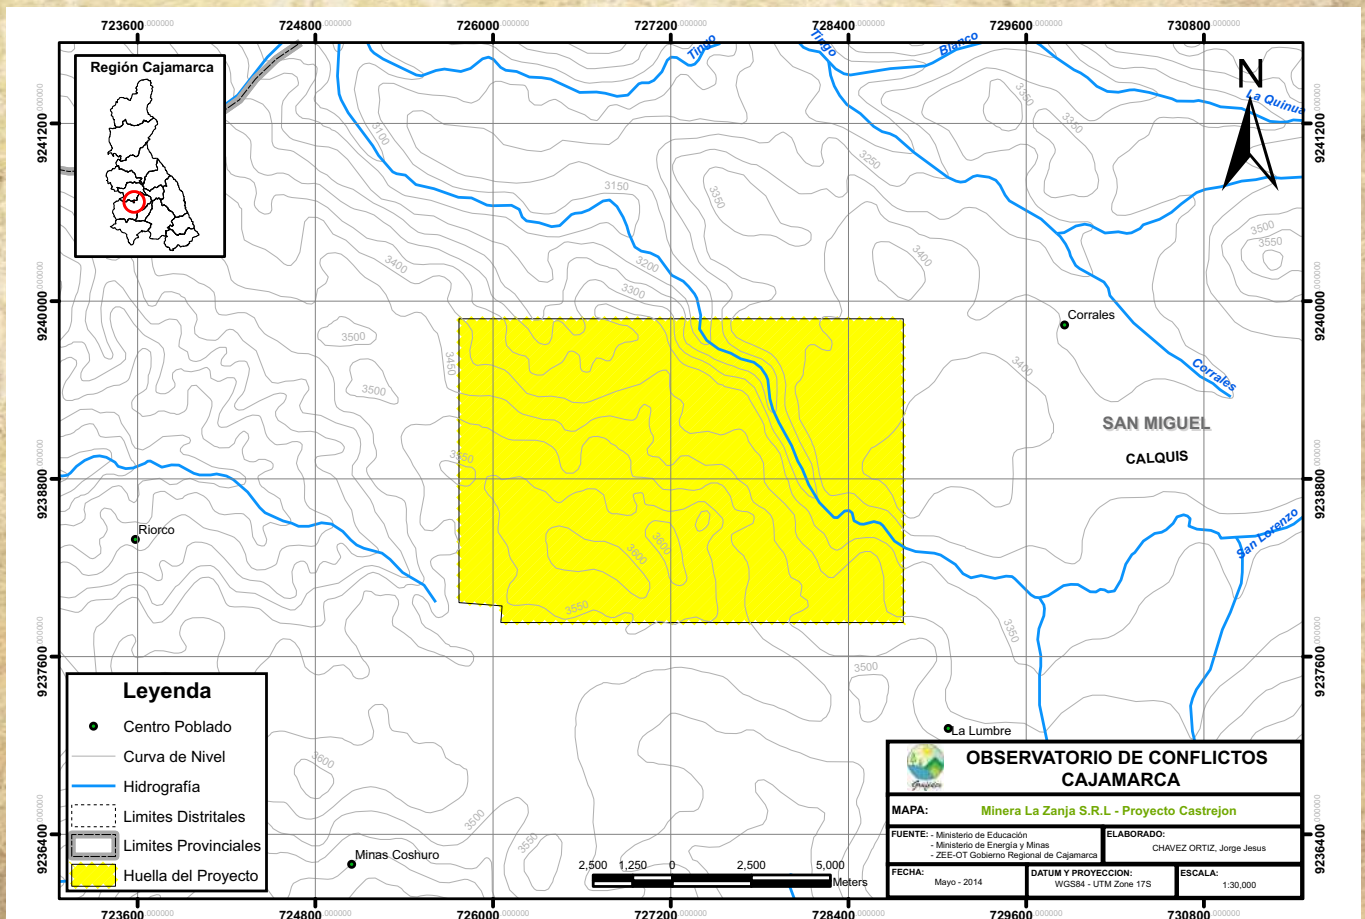 723600.000000 724800.000000 726000.000000 727200.000000 728400.000000 729600.000000 730800.000000
Región Cajamarca
Tingo
Tingo
Blanco
La Quinua
N
9241200.000000
9241200.000000
3100
3150
3350
3250
3350
3350
3400
3200
3300
3400
3500
3550
9240000.000000
9240000.000000
3500
3450
3500
Corrales
3400
Corrales
SAN MIGUEL
CALQUIS
3550
9238800.000000
9238800.000000
Riorco
San Lorenzo
3600
3600
3550
3350
9237600.000000
9237600.000000
3500
La Lumbre
3600
3500
3550
Minas Coshuro
9236400.000000
9236400.000000
Leyenda
Centro Poblado
Curva de Nivel
Hidrografía
Limites Distritales
Limites Provinciales
Huella del Proyecto
2,500 1,250 0 2,500 5,000
Meters
Grufides
OBSERVATORIO DE CONFLICTOS
CAJAMARCA
MAPA: Minera La Zanja S.R.L - Proyecto Castrejon
FUENTE: - Ministerio de Educación
- Ministerio de Energía y Minas
- ZEE-OT Gobierno Regional de Cajamarca
ELABORADO:
CHAVEZ ORTIZ, Jorge Jesus
FECHA:
Mayo - 2014
DATUM Y PROYECCION:
WGS84 - UTM Zone 17S
ESCALA:
1:30,000
723600.000000 724800.000000 726000.000000 727200.000000 728400.000000 729600.000000 730800.000000